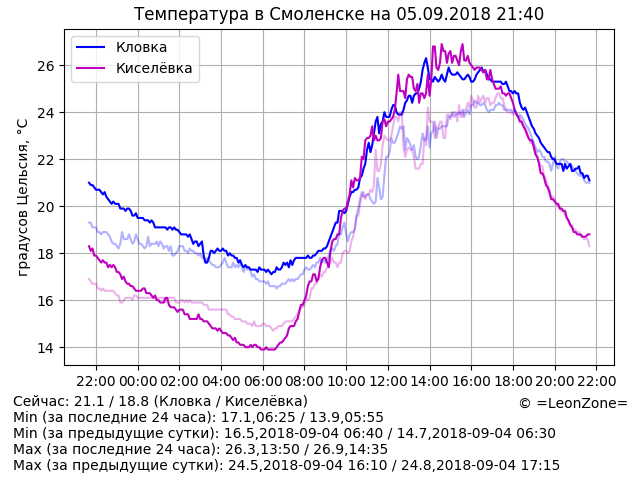 Температура в Смоленске на 05.09.2018 21:40
Кловка
Киселёвка
градусов Цельсия, °C
26
24
22
20
18
16
14
22:00 00:00 02:00 04:00 06:00 08:00 10:00 12:00 14:00 16:00 18:00 20:00 22:00
Сейчас: 21.1 / 18.8 (Кловка / Киселёвка)
© =LeonZone=
Min (за последние 24 часа): 17.1,06:25 / 13.9,05:55
Min (за предыдущие сутки): 16.5,2018-09-04 06:40 / 14.7,2018-09-04 06:30
Max (за последние 24 часа): 26.3,13:50 / 26.9,14:35
Max (за предыдущие сутки): 24.5,2018-09-04 16:10 / 24.8,2018-09-04 17:15